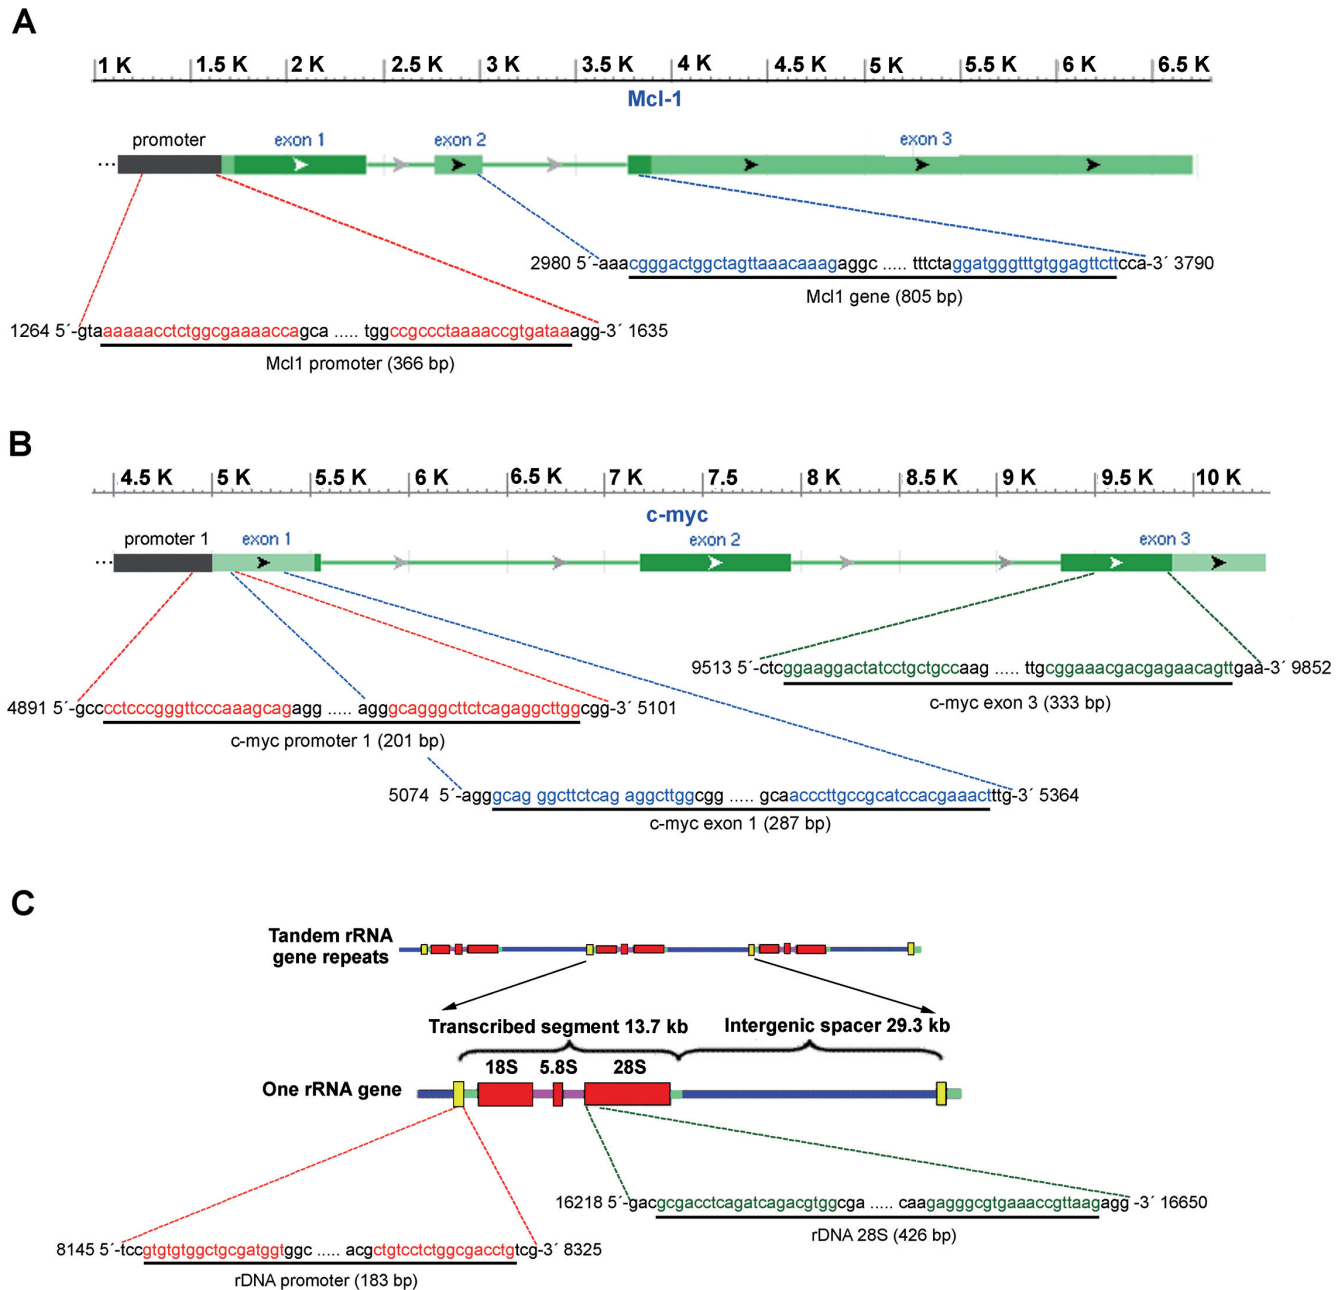 A
1 K 1.5 K 2 K 2.5 K 3 K 3.5 K 4 K 4.5 K 5 K 5.5 K 6 K 6.5 K
Mcl-1
promoter exon 1 exon 2 exon 3
...
2980 5´-aaacgggactggctagttaaacaaagaggc ..... tttctaggatgggtttgtggagttcttcca-3´ 3790
Mcl1 gene (805 bp)
1264 5´-gtaaaaaacctctggcgaaaaccagca ..... tggccgccctaaaaccgtgataaagg-3´ 1635
Mcl1 promoter (366 bp)
B
4.5 K 5 K 5.5 K 6 K 6.5 K 7 K 7.5 8 K 8.5 K 9 K 9.5 K 10 K
c-myc
promoter 1 exon 1 exon 2 exon 3
...
9513 5´-ctcggaaggactatcctgctgccaag ..... ttgcggaaacgacgagaacagttgaa-3´ 9852
c-myc exon 3 (333 bp)
4891 5´-gcccctcccgggttcccaaagcagagg ..... agggcagggcttctcagaggcttggcgg-3´ 5101
c-myc promoter 1 (201 bp)
5074 5´-agggcag ggcttctcag aggcttggcgg ..... gcaacccttgccgcatccacgaaactttg-3´ 5364
c-myc exon 1 (287 bp)
C
Tandem rRNA
gene repeats
Transcribed segment 13.7 kb Intergenic spacer 29.3 kb
18S 5.8S 28S
One rRNA gene
16218 5´-gacgcgacctcagatcagacgtggcga ..... caagagggcgtgaaaccgttaagagg -3´ 16650
rDNA 28S (426 bp)
8145 5´-tccgtgtgtggctgcgatggtggc ..... acgctgtcctctggcgacctgtcg-3´ 8325
rDNA promoter (183 bp)